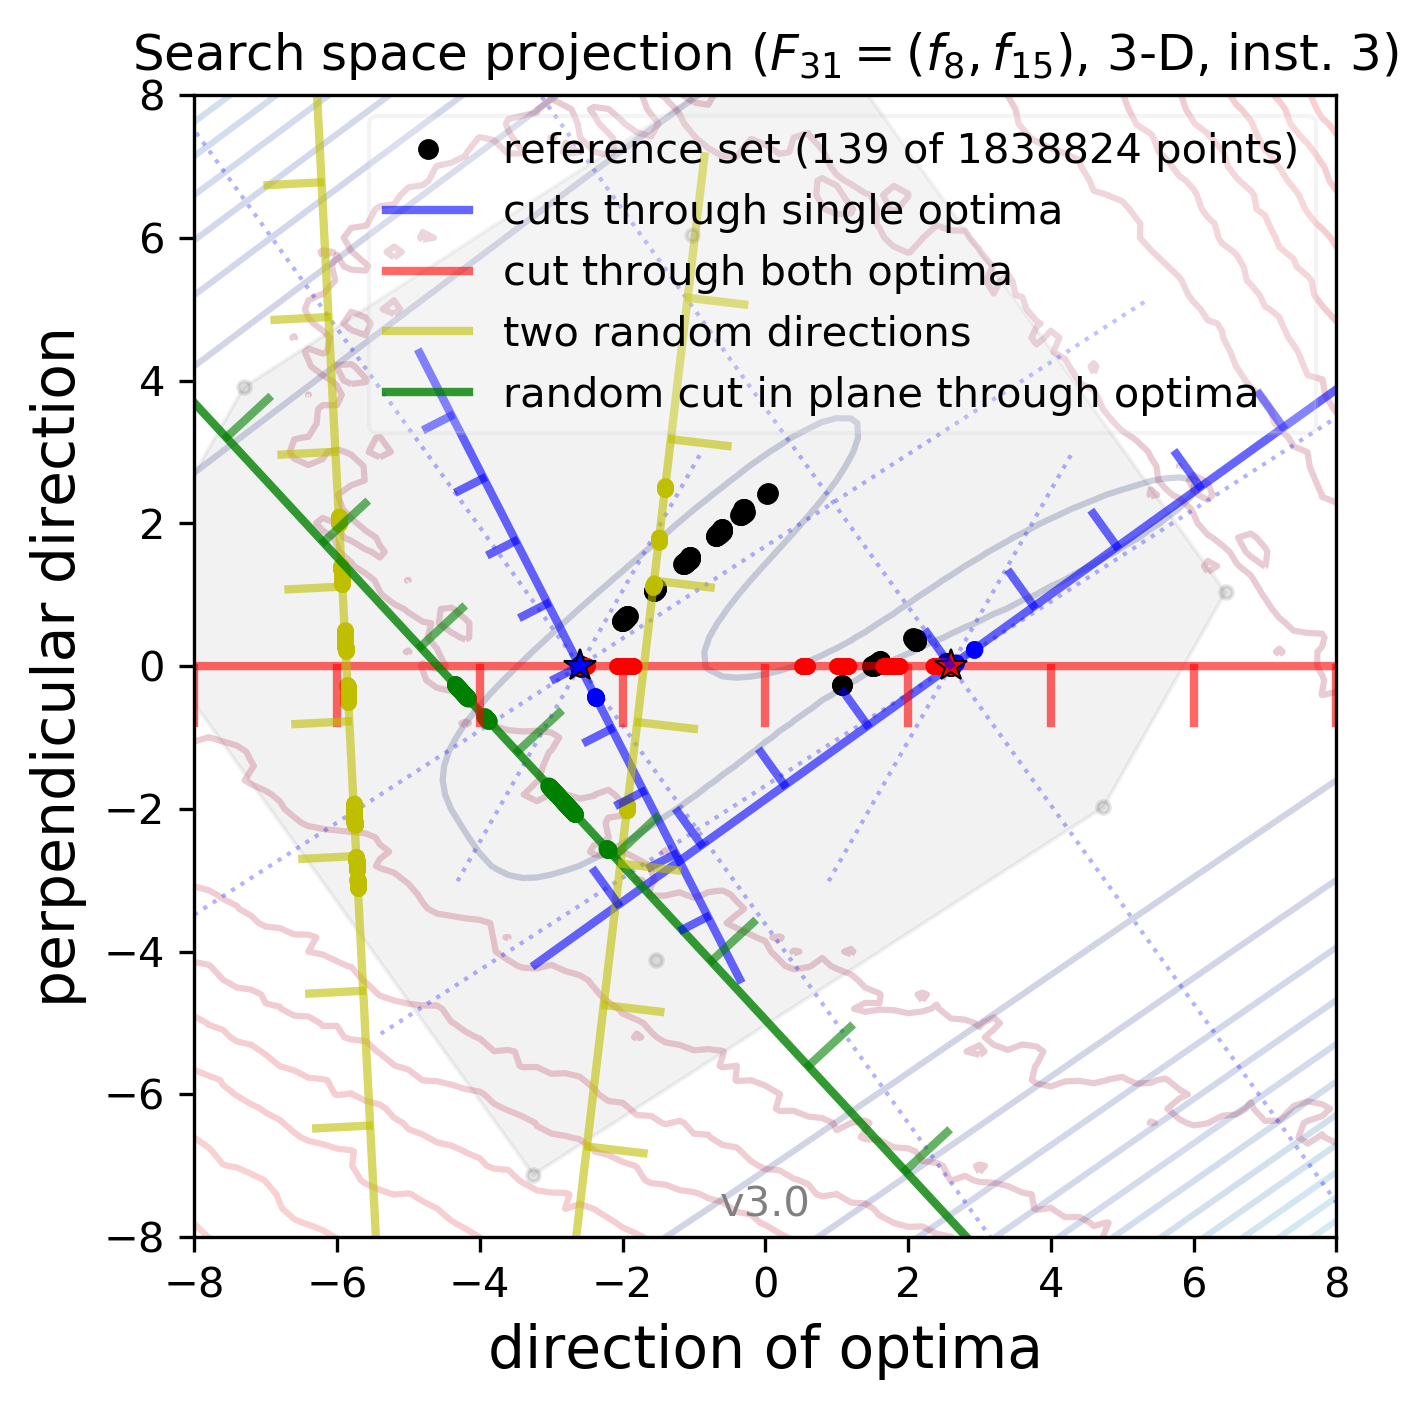 Search space projection (F₃₁ = (f₈, f₁₅), 3-D, inst. 3)
reference set (139 of 1838824 points)
cuts through single optima
cut through both optima
two random directions
random cut in plane through optima
perpendicular direction
8
6
4
2
0
−2
−4
−6
−8
v3.0
−8 −6 −4 −2 0 2 4 6 8
direction of optima